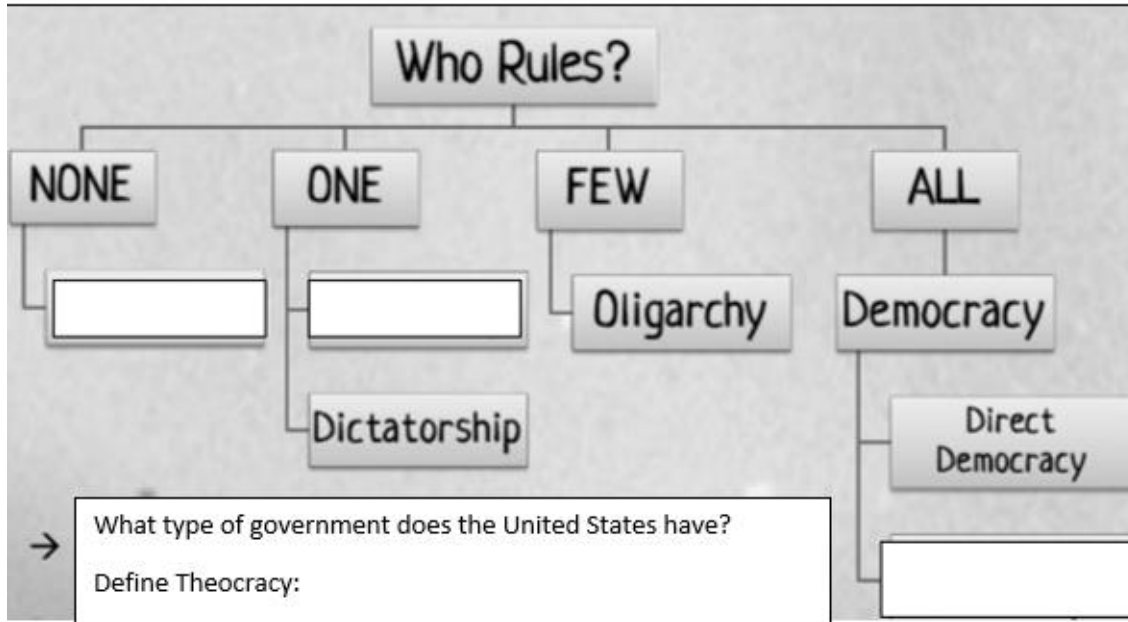 Who Rules?
NONE
ONE
FEW
ALL
Oligarchy
Democracy
Dictatorship
Direct
Democracy
→
What type of government does the United States have?
Define Theocracy: